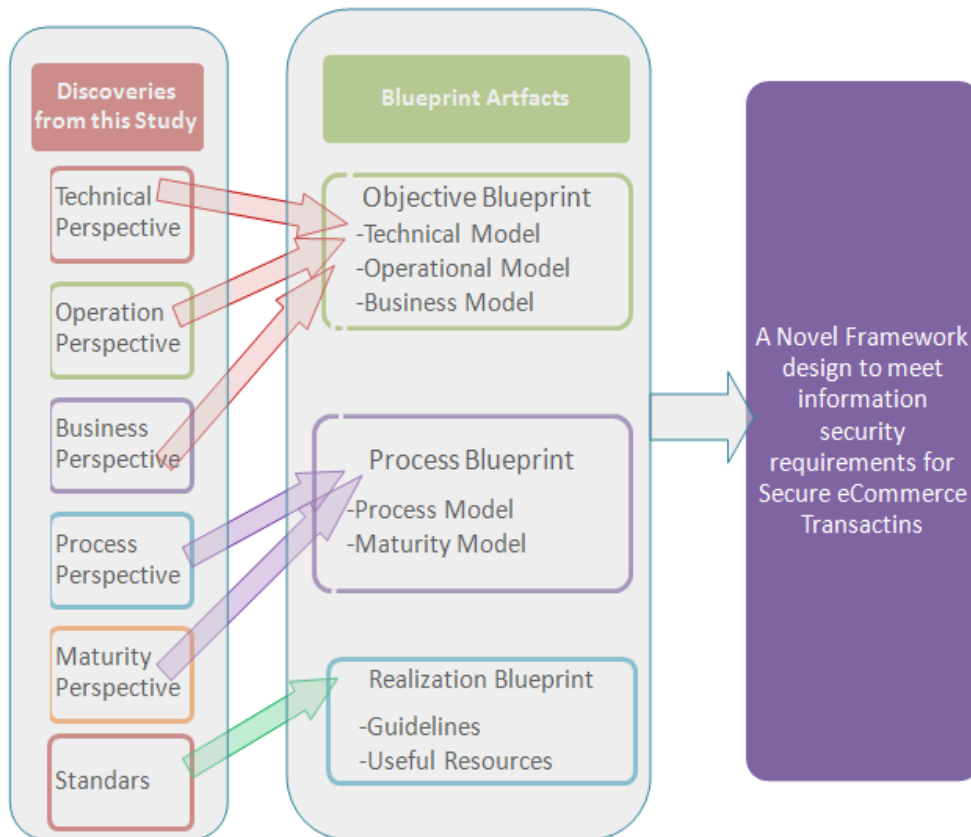 Discoveries
from this Study
Technical
Perspective
Operation
Perspective
Business
Perspective
Process
Perspective
Maturity
Perspective
Standars
Blueprint Artfacts
Objective Blueprint
-Technical Model
-Operational Model
-Business Model
Process Blueprint
-Process Model
-Maturity Model
Realization Blueprint
-Guidelines
-Useful Resources
A Novel Framework
design to meet
information
security
requirements for
Secure eCommerce
Transactins